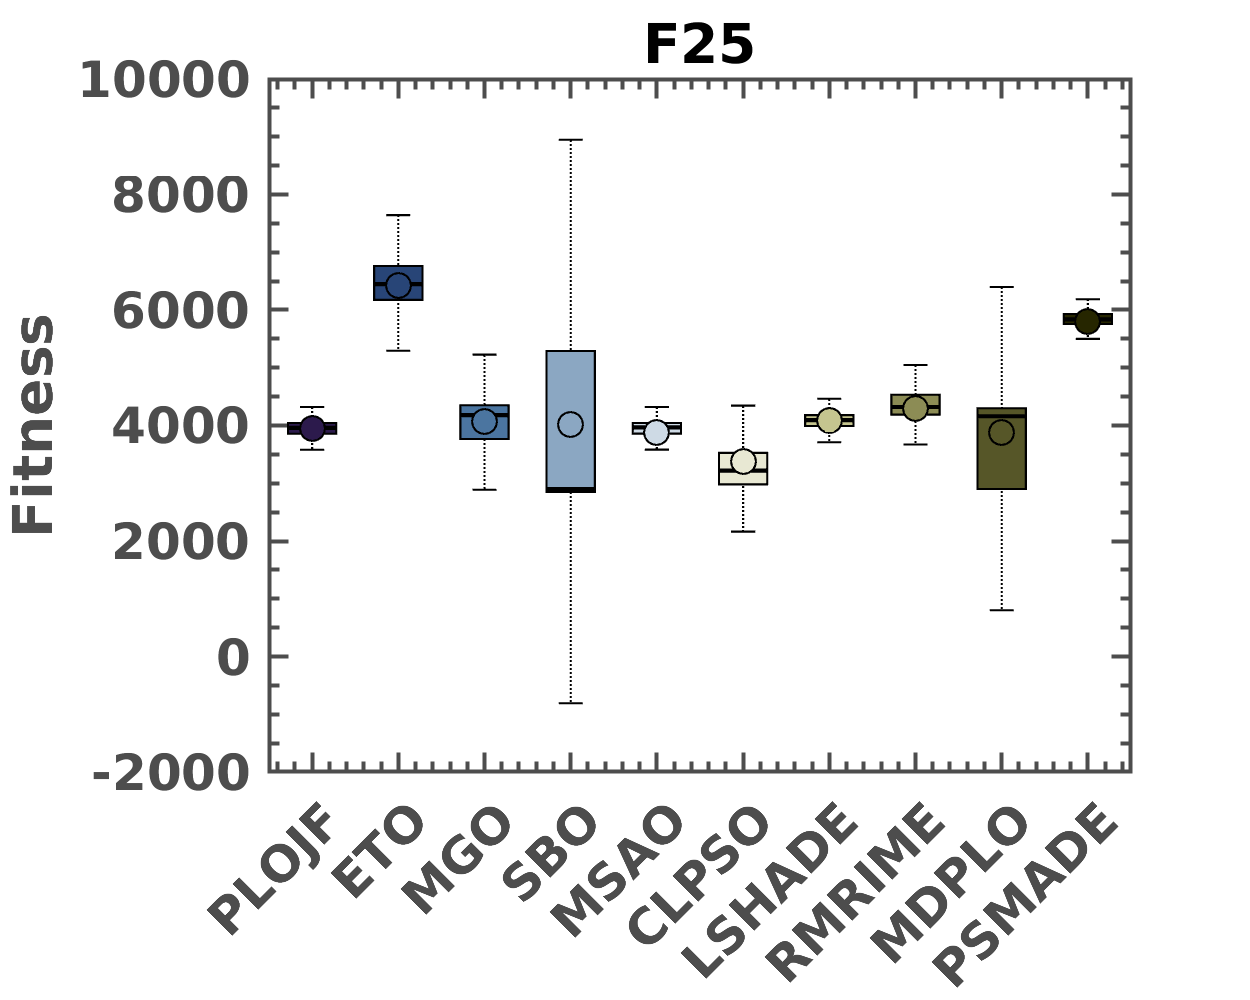 F25
10000
8000
6000
4000
2000
0
-2000
Fitness
PLOJF
ETO
MGO
SBO
MSAO
CLPSO
LSHADE
RMRIME
MDPLO
PSMADE